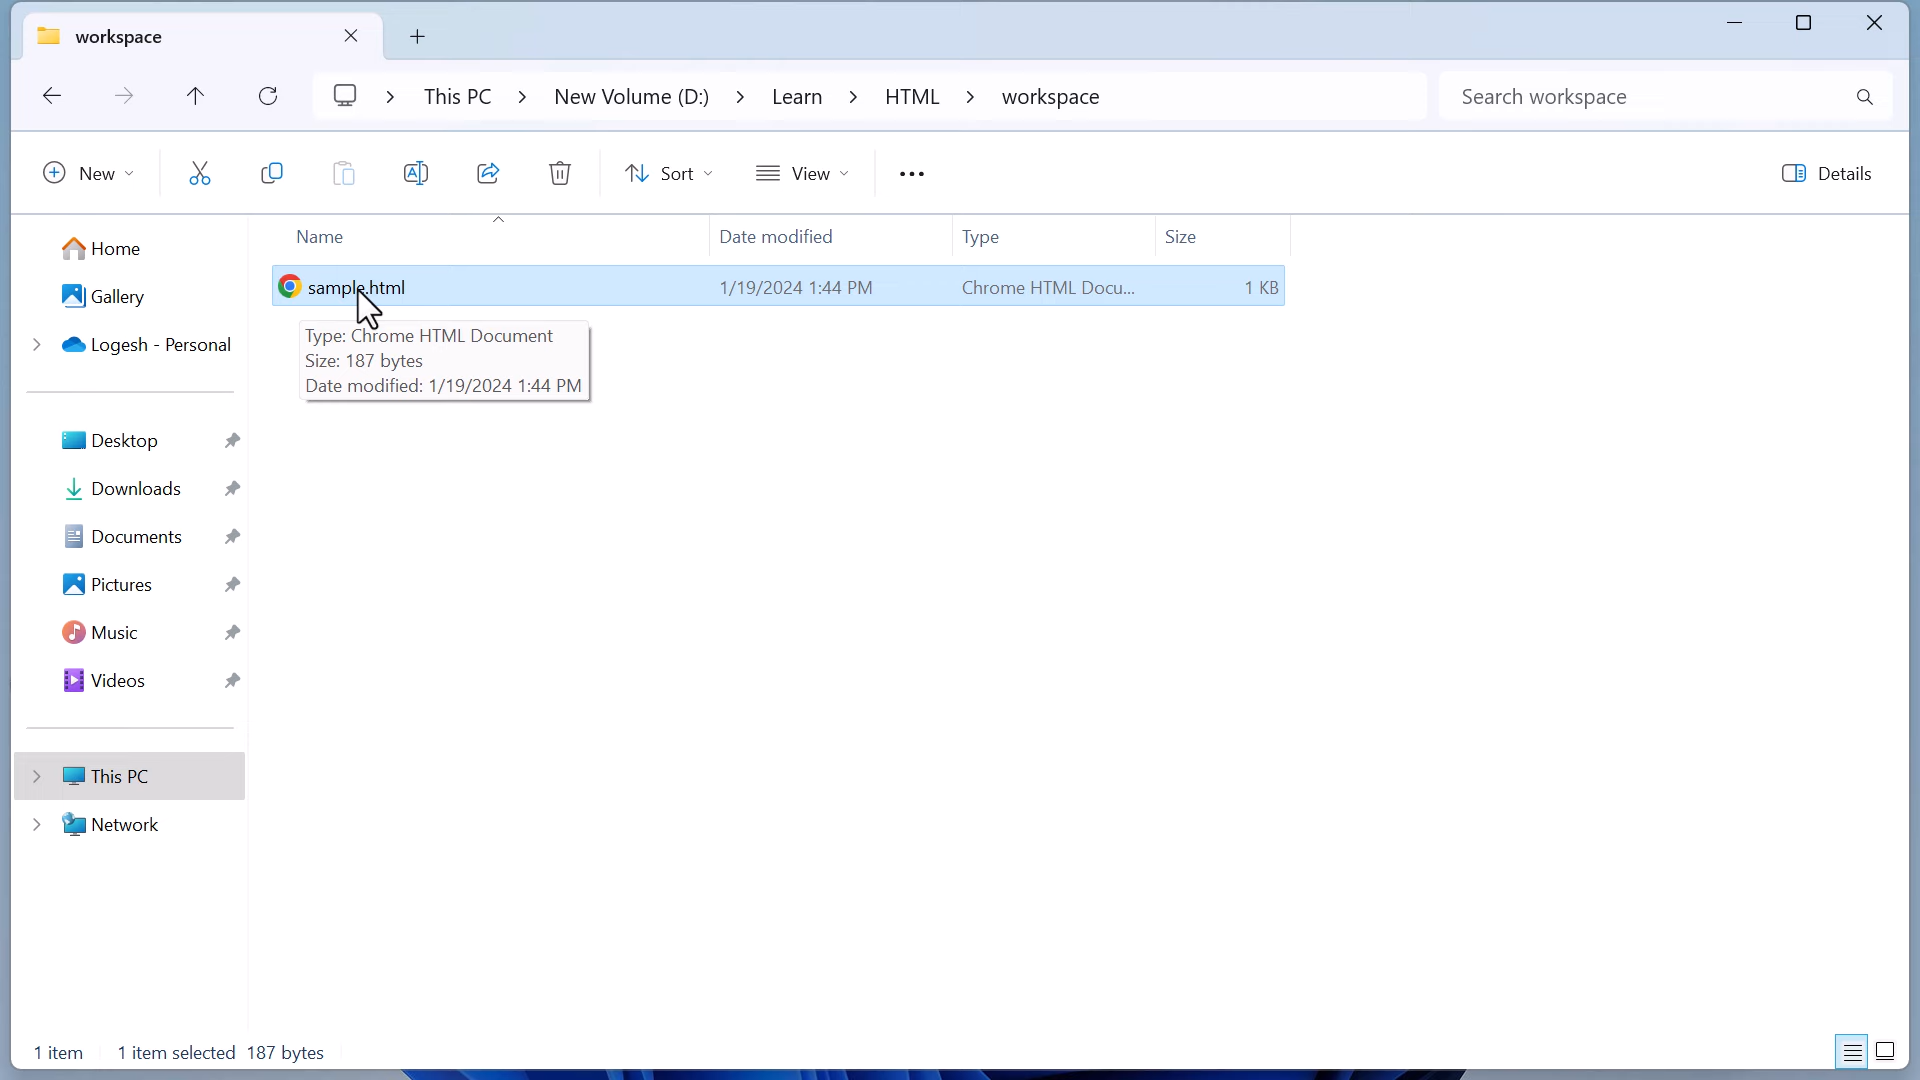 workspace
This PC > New Volume (D:) > Learn > HTML > workspace
Search workspace
New
Sort
View
Details
Name Date modified Type Size
sample.html 1/19/2024 1:44 PM Chrome HTML Docu... 1 KB
Type: Chrome HTML Document
Size: 187 bytes
Date modified: 1/19/2024 1:44 PM
Home
Gallery
Logesh - Personal
Desktop
Downloads
Documents
Pictures
Music
Videos
This PC
Network
1 item 1 item selected 187 bytes